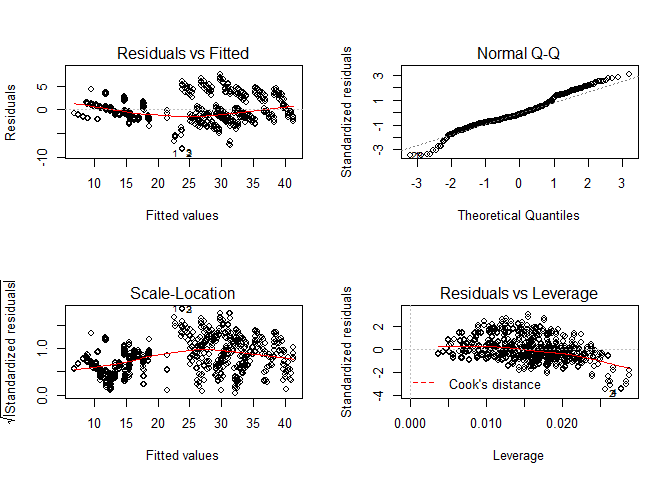 Residuals vs Fitted
Residuals
-10
0
5
10
15
20
25
30
35
40
Fitted values
1
Normal Q-Q
Standardized residuals
-3
-1
1
3
-3
-2
-1
0
1
2
3
Theoretical Quantiles
Scale-Location
√|Standardized residuals|
0.0
1.0
10
15
20
25
30
35
40
Fitted values
Residuals vs Leverage
Standardized residuals
-4
-2
0
2
Cook's distance
0.000
0.010
0.020
Leverage